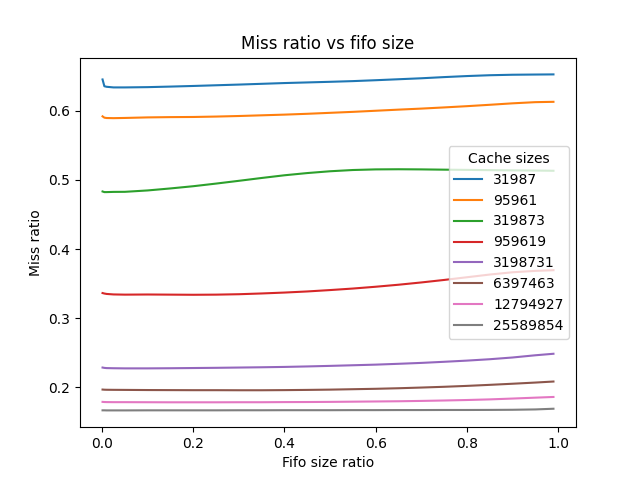 Miss ratio vs fifo size
Miss ratio
0.6
0.5
0.4
0.3
0.2
Cache sizes
31987
95961
319873
959619
3198731
6397463
12794927
25589854
0.0 0.2 0.4 0.6 0.8 1.0
Fifo size ratio